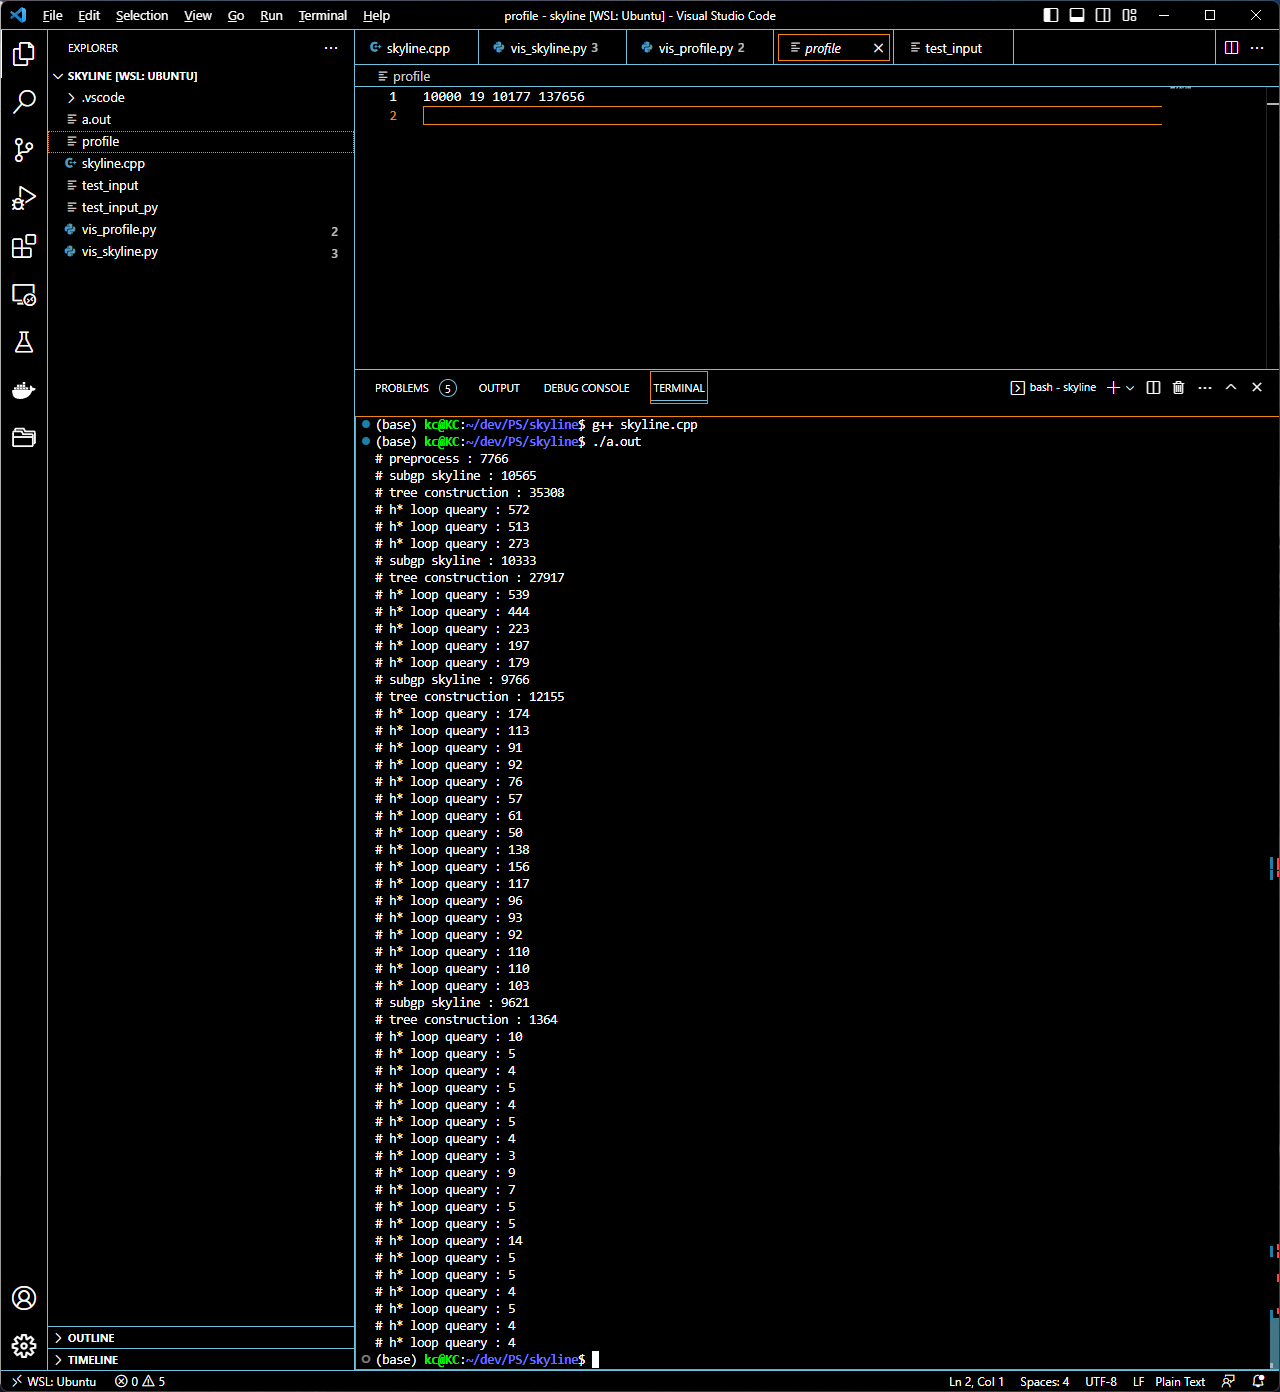 File Edit Selection View Go Run Terminal Help profile - skyline [WSL: Ubuntu] - Visual Studio Code
EXPLORER
SKYLINE [WSL: UBUNTU]
.vscode
a.out
profile
skyline.cpp
test_input
test_input_py
vis_profile.py 2
vis_skyline.py 3
OUTLINE
TIMELINE
skyline.cpp vis_skyline.py 3 vis_profile.py 2 profile test_input
profile
1 10000 19 10177 137656
2
PROBLEMS 5 OUTPUT DEBUG CONSOLE TERMINAL bash - skyline
(base) kc@KC:~/dev/PS/skyline$ g++ skyline.cpp
(base) kc@KC:~/dev/PS/skyline$ ./a.out
# preprocess : 7766
# subgp skyline : 10565
# tree construction : 35308
# h* loop queary : 572
# h* loop queary : 513
# h* loop queary : 273
# subgp skyline : 10333
# tree construction : 27917
# h* loop queary : 539
# h* loop queary : 444
# h* loop queary : 223
# h* loop queary : 197
# h* loop queary : 179
# subgp skyline : 9766
# tree construction : 12155
# h* loop queary : 174
# h* loop queary : 113
# h* loop queary : 91
# h* loop queary : 92
# h* loop queary : 76
# h* loop queary : 57
# h* loop queary : 61
# h* loop queary : 50
# h* loop queary : 138
# h* loop queary : 156
# h* loop queary : 117
# h* loop queary : 96
# h* loop queary : 93
# h* loop queary : 92
# h* loop queary : 110
# h* loop queary : 110
# h* loop queary : 103
# subgp skyline : 9621
# tree construction : 1364
# h* loop queary : 10
# h* loop queary : 5
# h* loop queary : 4
# h* loop queary : 5
# h* loop queary : 4
# h* loop queary : 5
# h* loop queary : 4
# h* loop queary : 3
# h* loop queary : 9
# h* loop queary : 7
# h* loop queary : 5
# h* loop queary : 5
# h* loop queary : 14
# h* loop queary : 5
# h* loop queary : 5
# h* loop queary : 4
# h* loop queary : 5
# h* loop queary : 4
# h* loop queary : 4
(base) kc@KC:~/dev/PS/skyline$
WSL: Ubuntu 0 5 Ln 2, Col 1 Spaces: 4 UTF-8 LF Plain Text